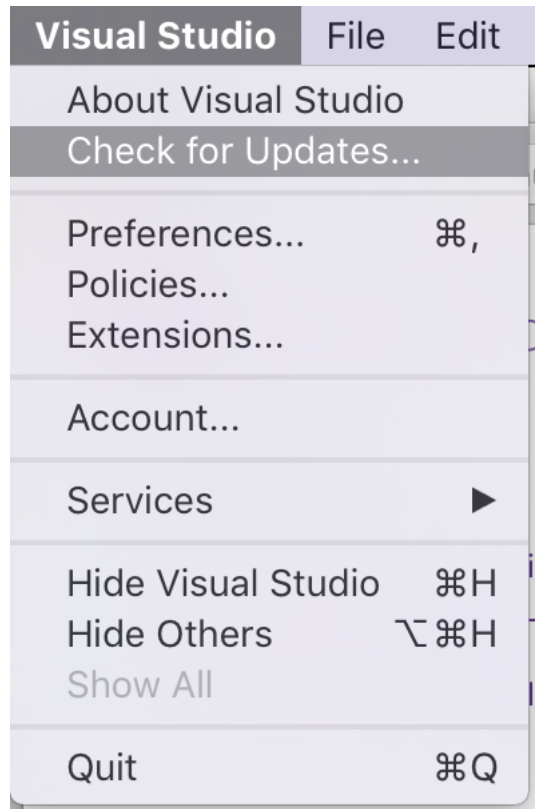 Visual Studio File Edit
About Visual Studio
Check for Updates...
Preferences... ⌘,
Policies...
Extensions...
Account...
Services ▶
Hide Visual Studio ⌘H
Hide Others ⌥⌘H
Show All
Quit ⌘Q